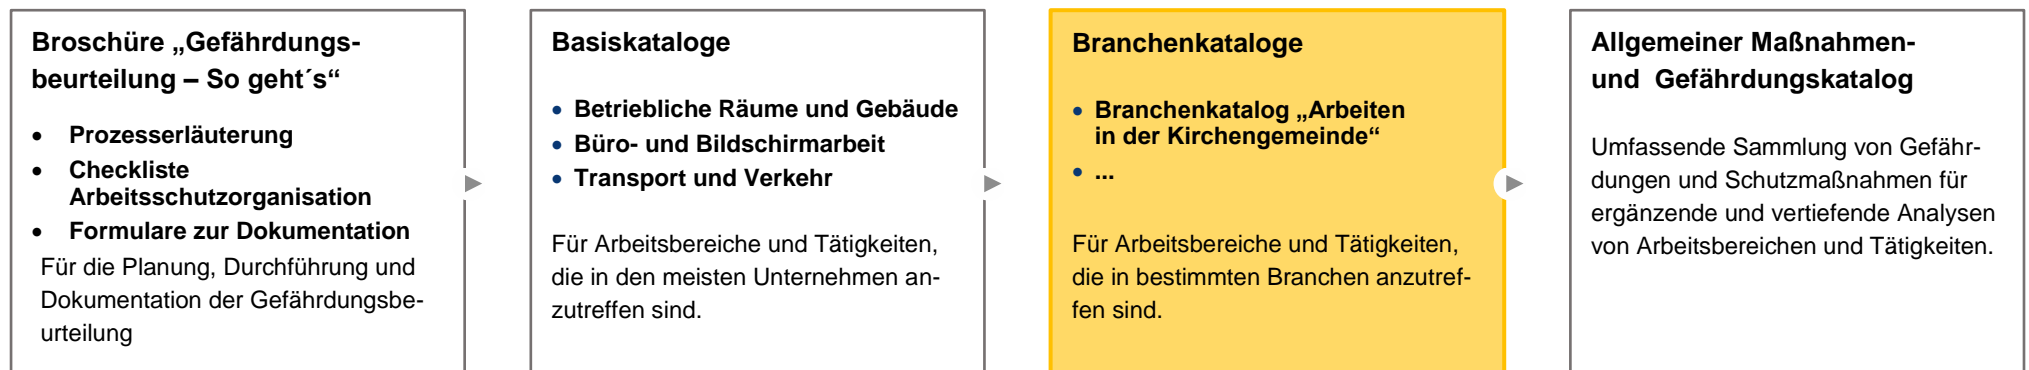 Broschüre „Gefährdungs-
beurteilung – So geht´s“
• Prozesserläuterung
• Checkliste
Arbeitsschutzorganisation
• Formulare zur Dokumentation
Für die Planung, Durchführung und
Dokumentation der Gefährdungsbe-
urteilung
Basiskataloge
• Betriebliche Räume und Gebäude
• Büro- und Bildschirmarbeit
• Transport und Verkehr
Für Arbeitsbereiche und Tätigkeiten,
die in den meisten Unternehmen an-
zutreffen sind.
Branchenkataloge
• Branchenkatalog „Arbeiten
in der Kirchengemeinde“
• ...
Für Arbeitsbereiche und Tätigkeiten,
die in bestimmten Branchen anzutref-
fen sind.
Allgemeiner Maßnahmen-
und Gefährdungskatalog
Umfassende Sammlung von Gefähr-
dungen und Schutzmaßnahmen für
ergänzende und vertiefende Analysen
von Arbeitsbereichen und Tätigkeiten.